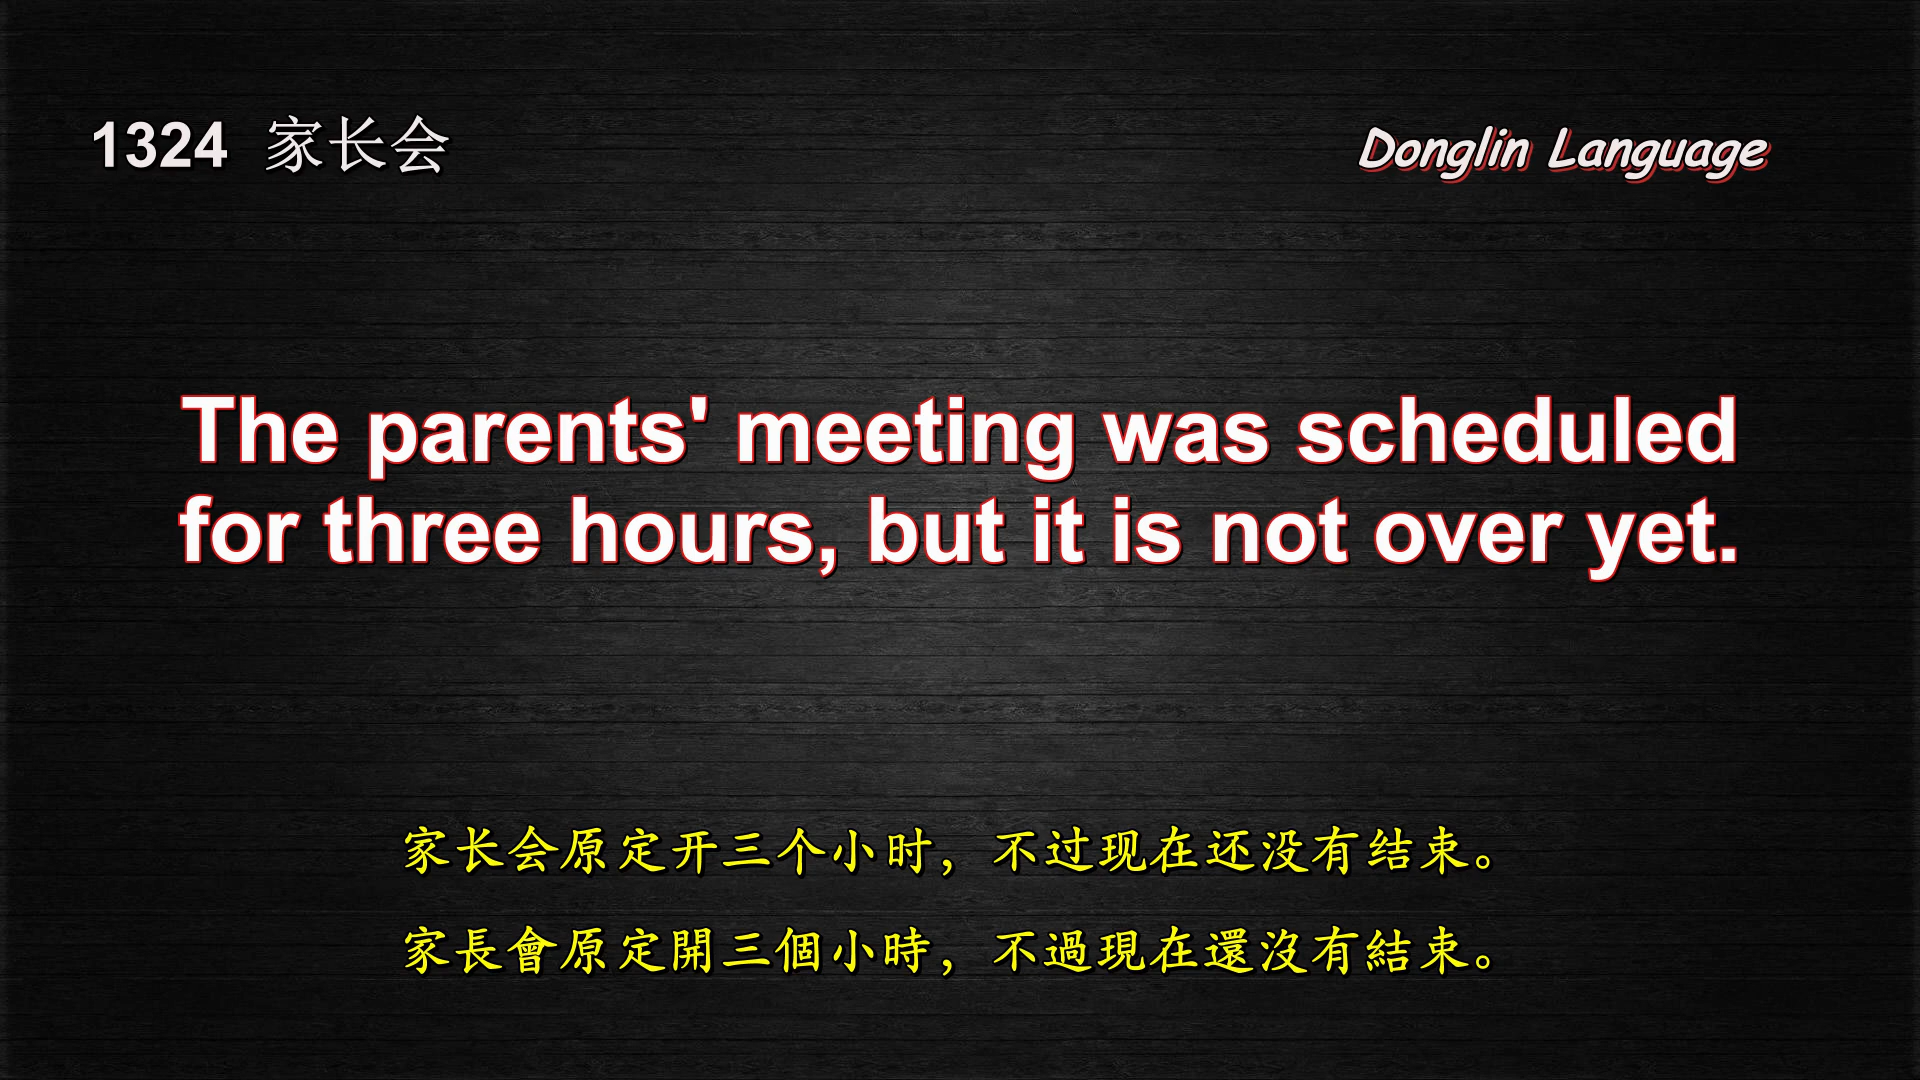 1324 家长会
Donglin Language
The parents' meeting was scheduled
for three hours, but it is not over yet.
家长会原定开三个小时，不过现在还没有结束。
家長會原定開三個小時，不過現在還沒有結束。